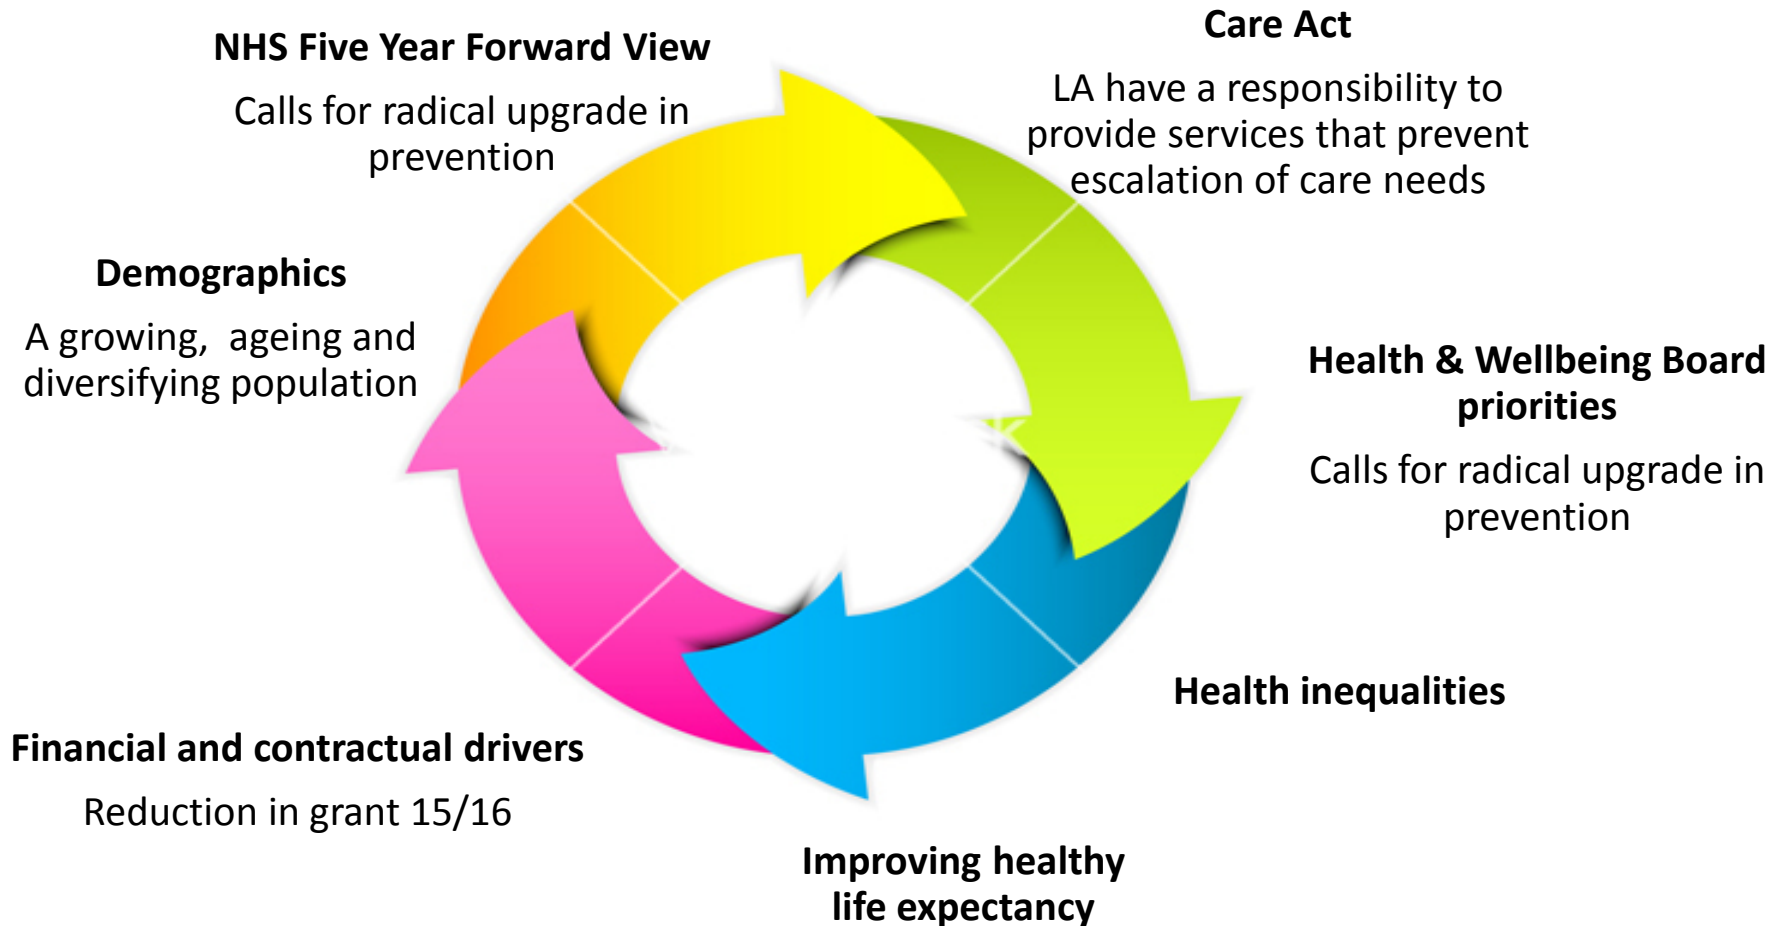 NHS Five Year Forward View
Calls for radical upgrade in
prevention
Care Act
LA have a responsibility to
provide services that prevent
escalation of care needs
Demographics
A growing, ageing and
diversifying population
Health & Wellbeing Board
priorities
Calls for radical upgrade in
prevention
Health inequalities
Financial and contractual drivers
Reduction in grant 15/16
Improving healthy
life expectancy